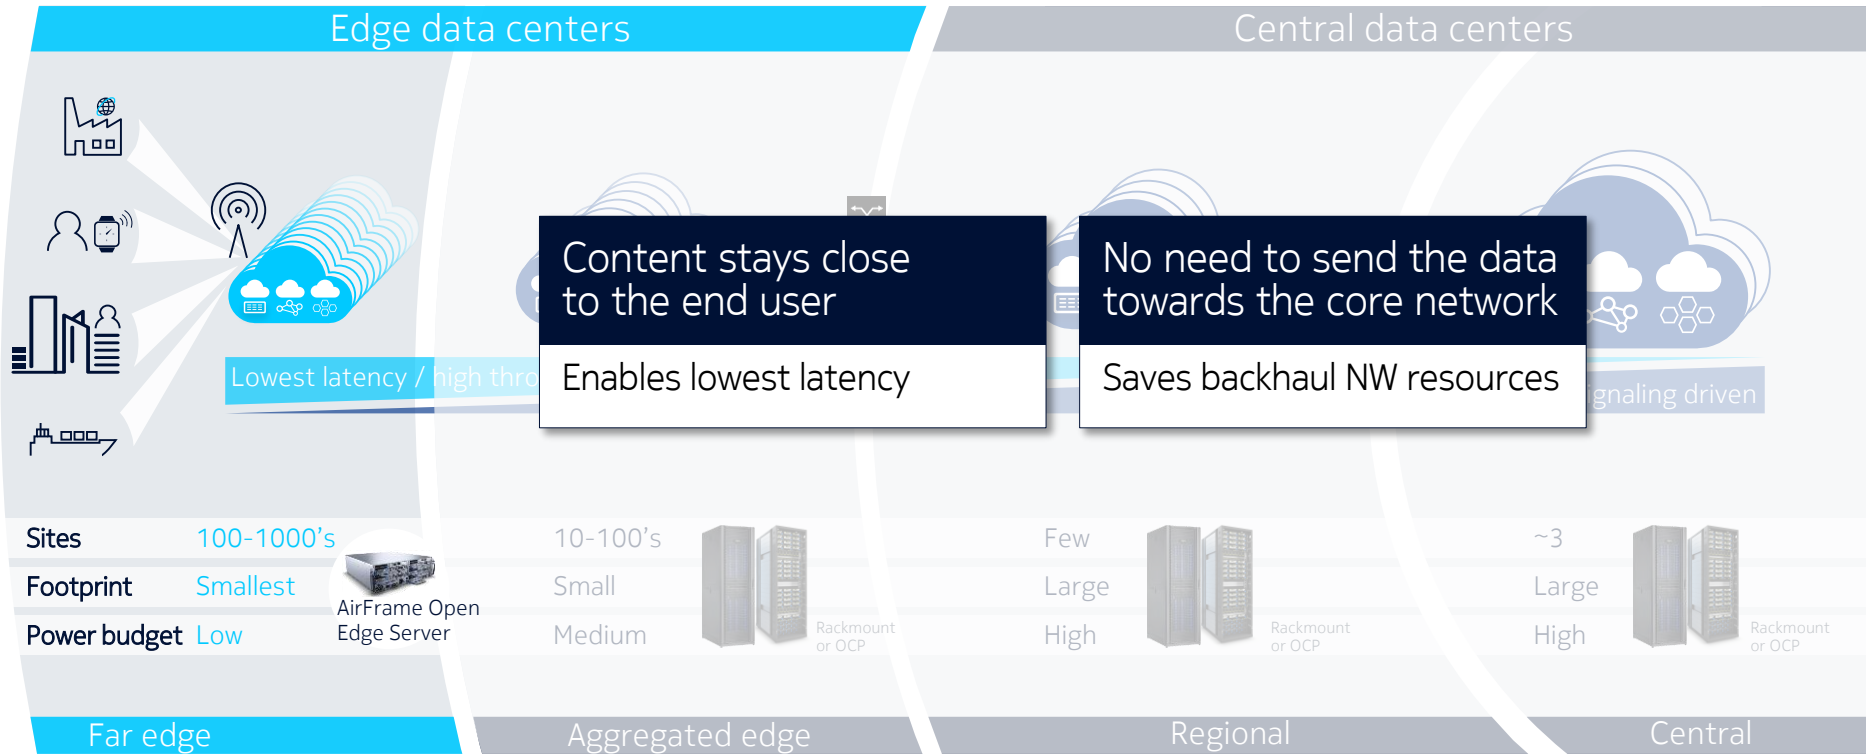 Edge data centers
Central data centers
Content stays close
to the end user
Enables lowest latency
No need to send the data
towards the core network
Saves backhaul NW resources
Lowest latency / high thro
gnaling driven
Sites 100-1000's 10-100's Few ~3
Footprint Smallest Small Large Large
Power budget Low Medium High High
AirFrame Open
Edge Server
Rackmount
or OCP
Rackmount
or OCP
Rackmount
or OCP
Far edge
Aggregated edge
Regional
Central